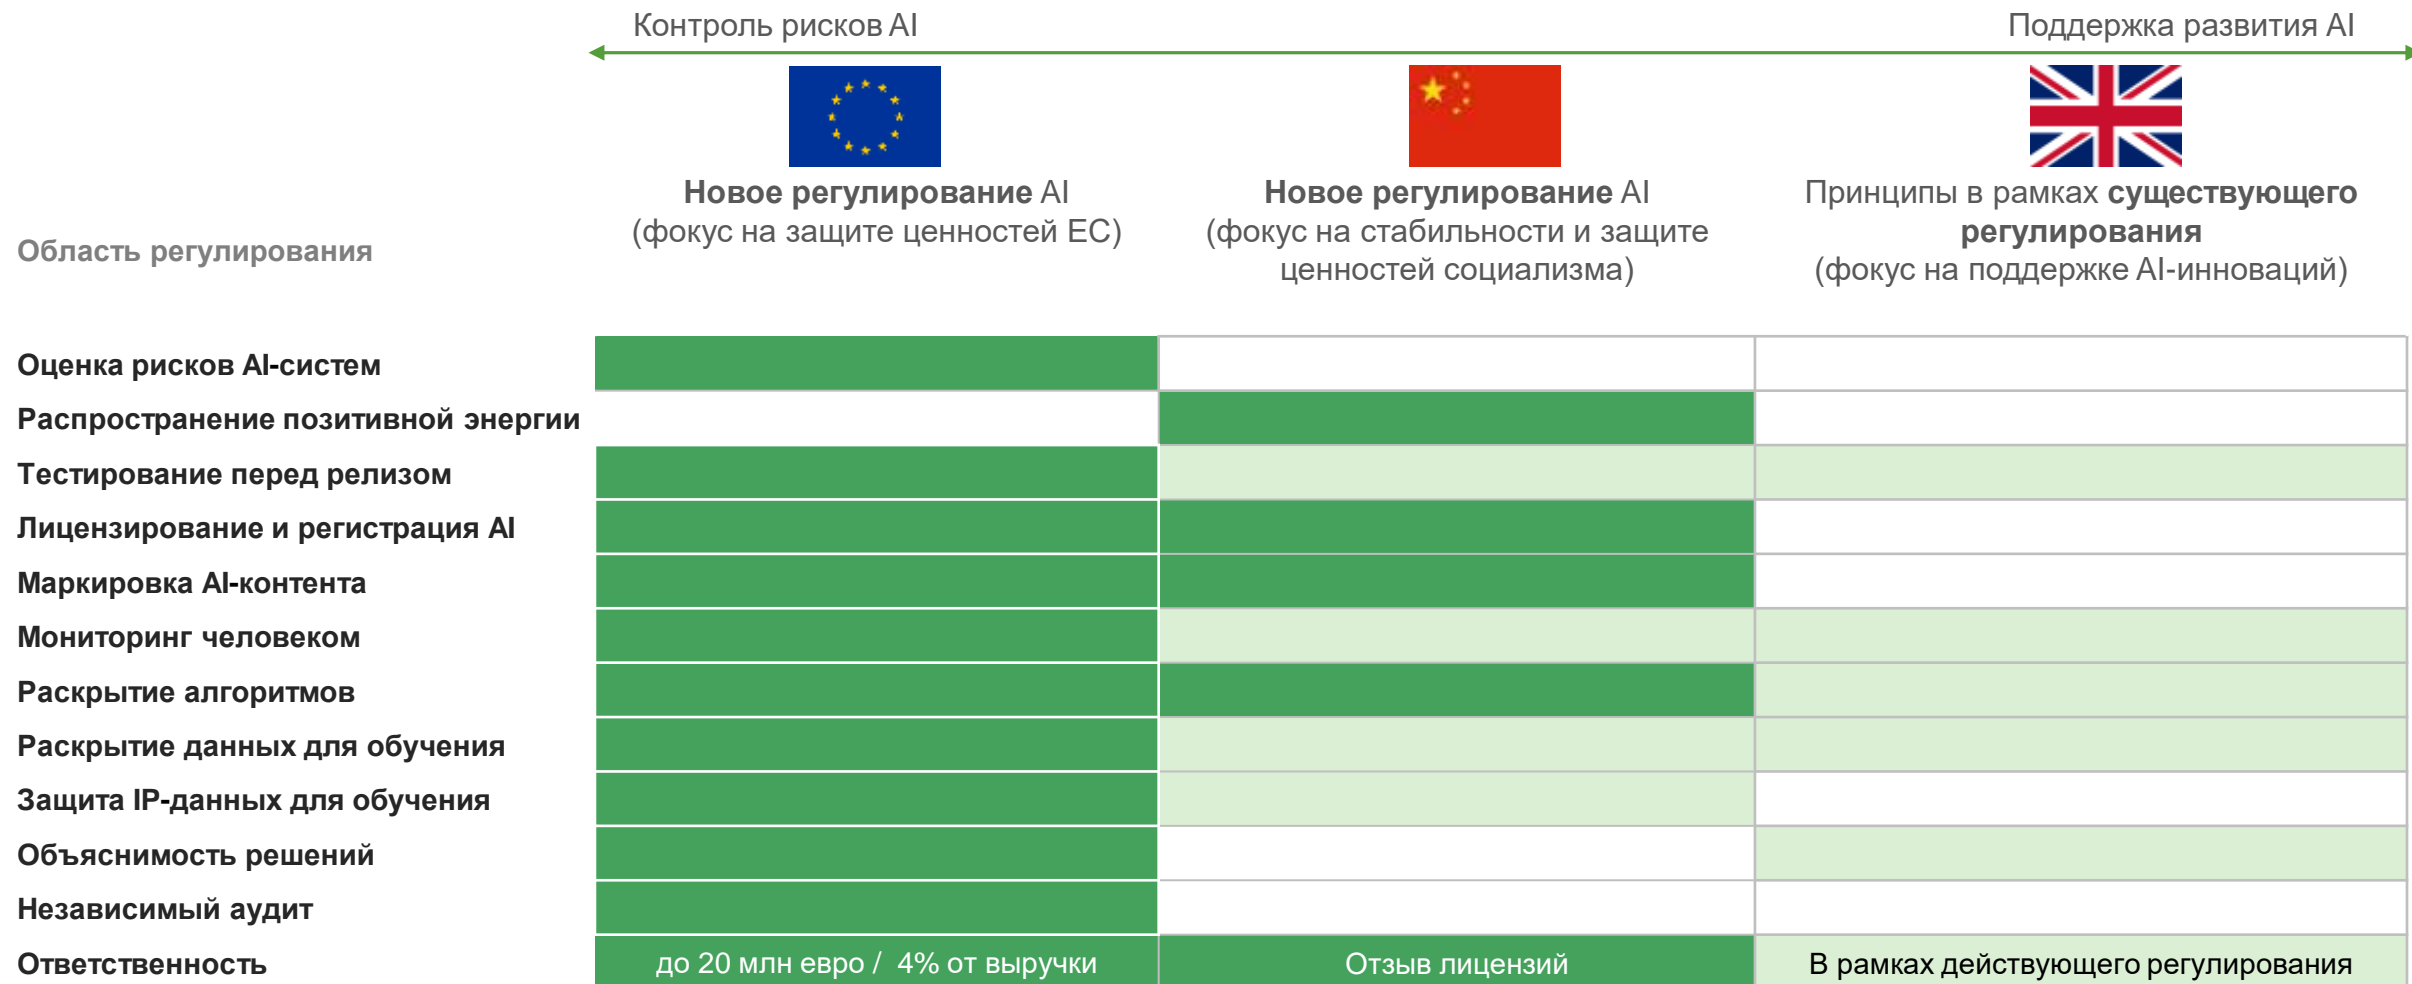 Контроль рисков AI
Поддержка развития AI
Новое регулирование AI
(фокус на защите ценностей ЕС)
Новое регулирование AI
(фокус на стабильности и защите
ценностей социализма)
Принципы в рамках существующего
регулирования
(фокус на поддержке AI-инноваций)
Область регулирования
Оценка рисков AI-систем
Распространение позитивной энергии
Тестирование перед релизом
Лицензирование и регистрация AI
Маркировка AI-контента
Мониторинг человеком
Раскрытие алгоритмов
Раскрытие данных для обучения
Защита IP-данных для обучения
Объяснимость решений
Независимый аудит
Ответственность
до 20 млн евро / 4% от выручки
Отзыв лицензий
В рамках действующего регулирования